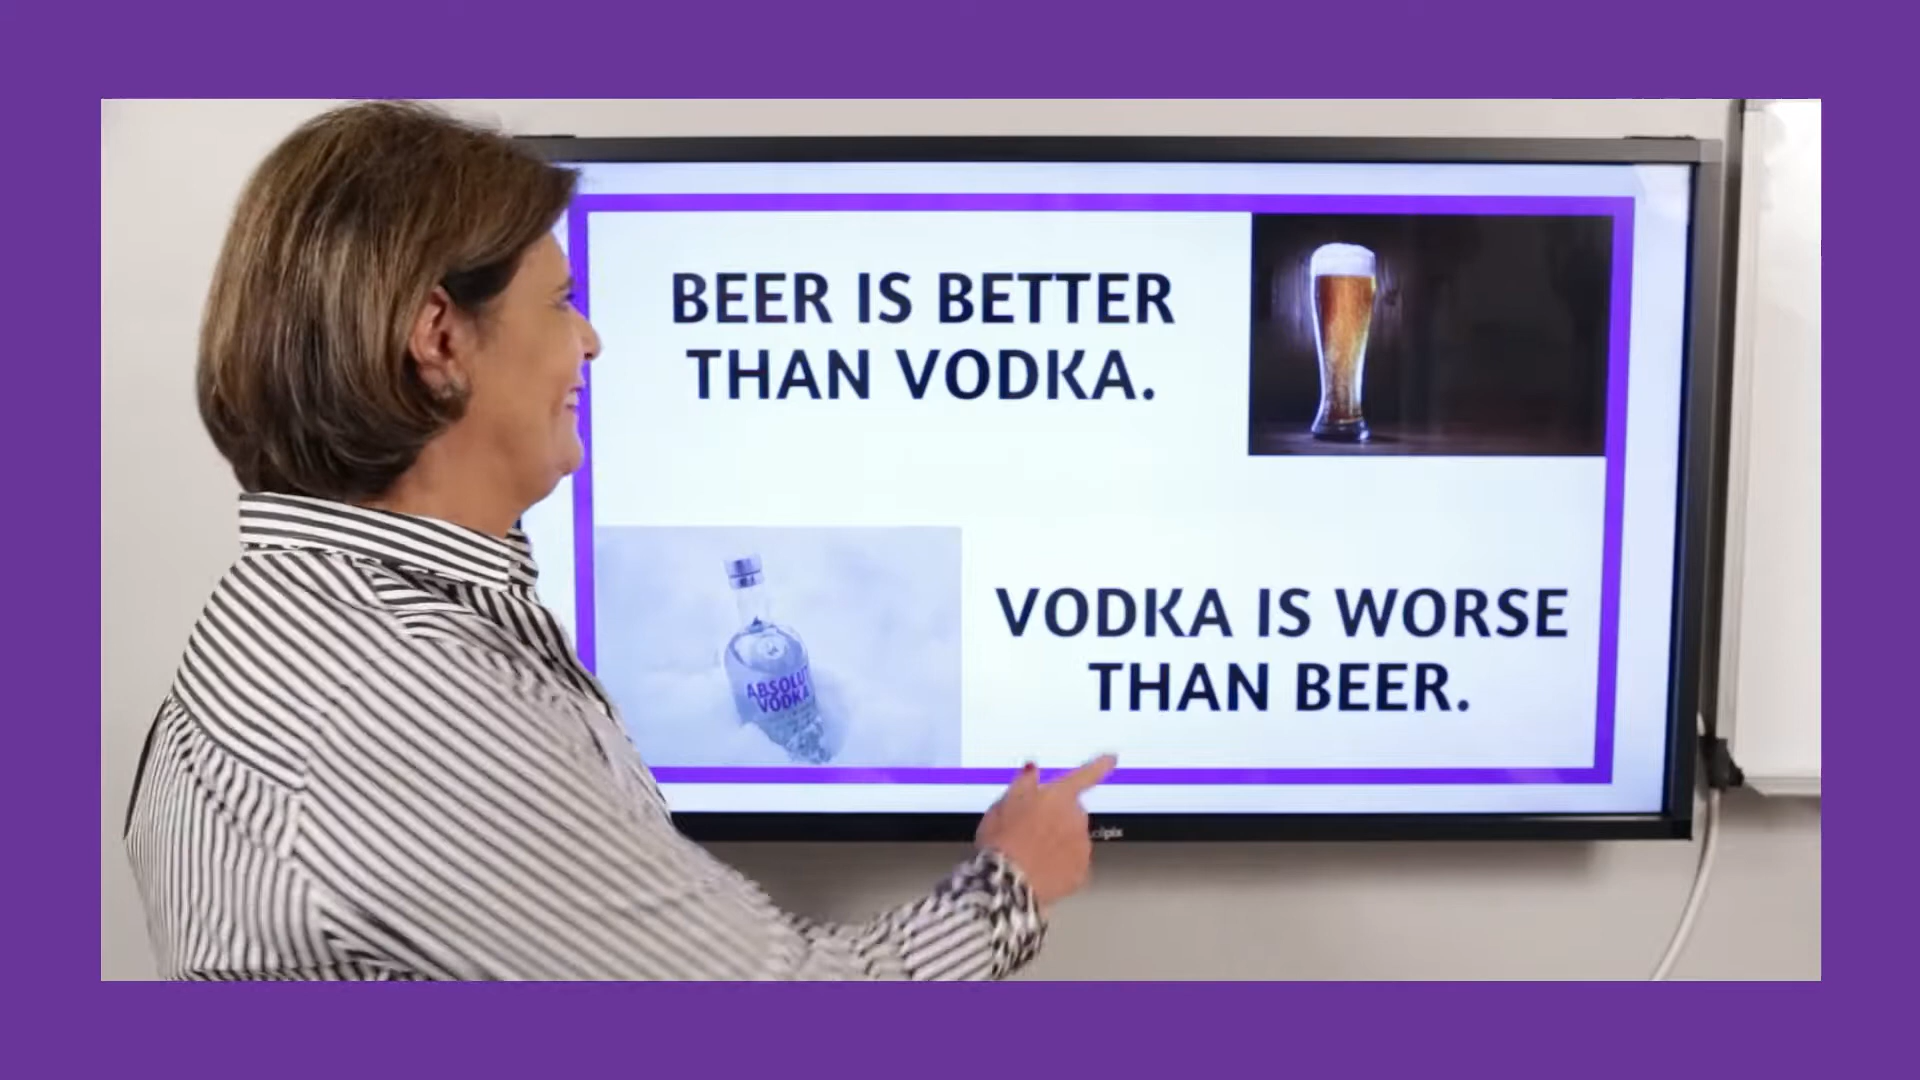 BEER IS BETTER
THAN VODKA.
ABSOLUT
VODKA
VODKA IS WORSE
THAN BEER.